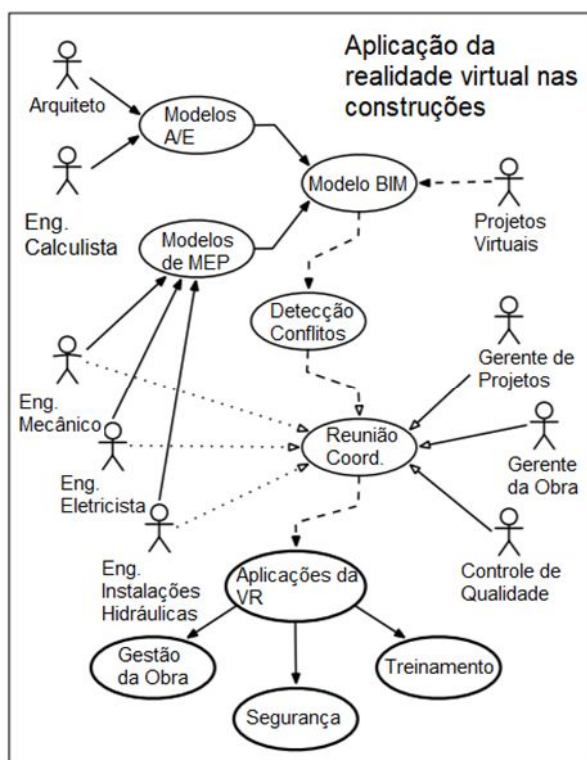 Aplicação da
realidade virtual nas
construções
Arquiteto
Modelos
A/E
Eng.
Calculista
Modelo BIM
Projetos
Virtuais
Modelos
de MEP
Detecção
Conflitos
Gerente de
Projetos
Eng.
Mecânico
Reunião
Coord.
Gerente
da Obra
Eng.
Eletricista
Eng.
Instalações
Hidráulicas
Controle de
Qualidade
Aplicações da
VR
Gestão
da Obra
Segurança
Treinamento